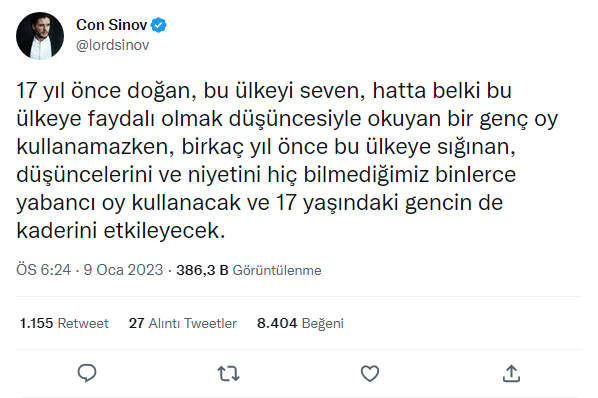 Con Sinov
@lordsinov
17 yıl önce doğan, bu ülkeyi seven, hatta belki bu
ülkeye faydalı olmak düşüncesiyle okuyan bir genç oy
kullanamazken, birkaç yıl önce bu ülkeye sığınan,
düşüncelerini ve niyetini hiç bilmediğimiz binlerce
yabancı oy kullanacak ve 17 yaşındaki gencin de
kaderini etkileyecek.
ÖS 6:24 · 9 Oca 2023 · 386,3 B Görüntülenme
1.155 Retweet 27 Alıntı Tweetler 8.404 Beğeni